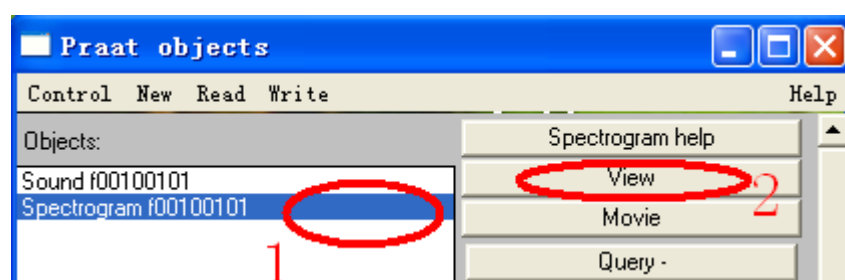 Praat objects
Control New Read Write Help
Objects:
Spectrogram help
Sound f00100101
View
2
Spectrogram f00100101
Movie
1
Query -